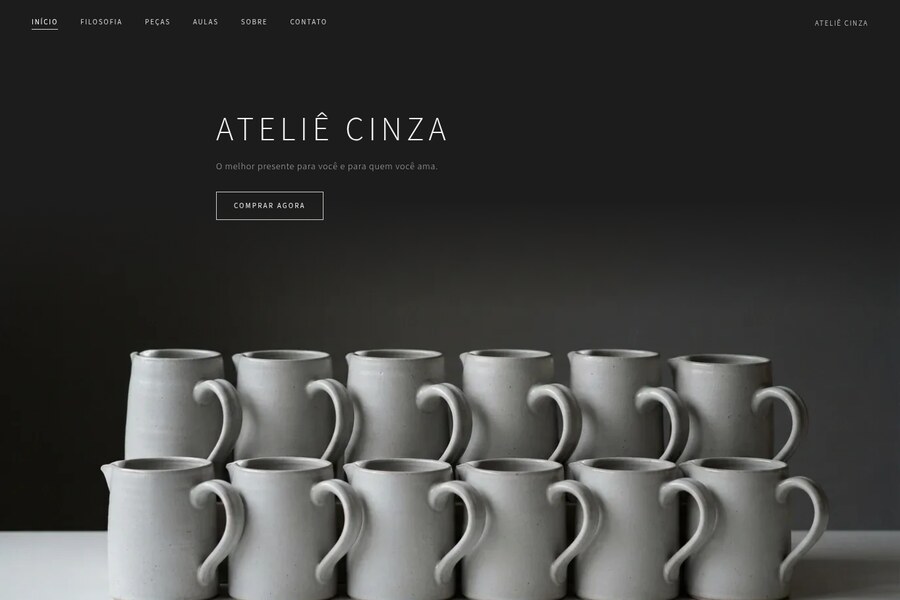 INÍCIO
FILOSOFIA
PEÇAS
AULAS
SOBRE
CONTATO
ATELIÊ CINZA
ATELIÊ CINZA
O melhor presente para você e para quem você ama.
COMPRAR AGORA